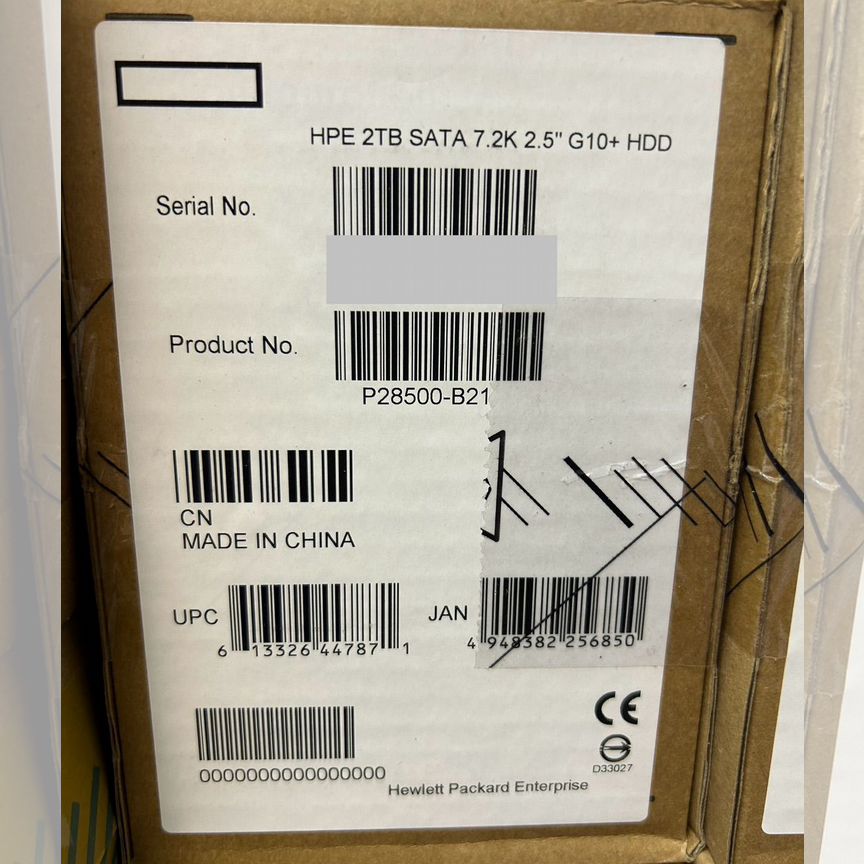 HPE 2TB SATA 7.2K 2.5" G10+ HDD
Serial No.
Product No.
P28500-B21
CN
MADE IN CHINA
UPC
6 13326 44787 1
JAN
4 948382 256850
CE
D33027
0000000000000000
Hewlett Packard Enterprise